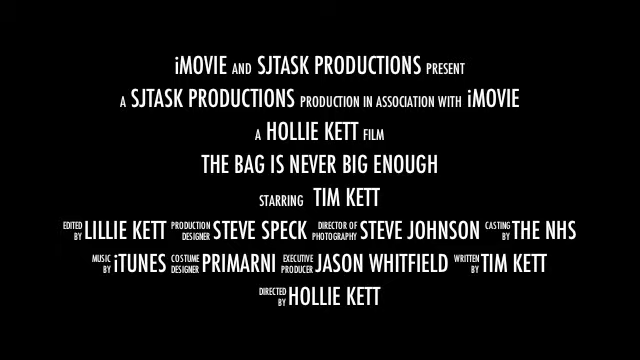 iMOVIE AND SJTASK PRODUCTIONS PRESENT
A SJTASK PRODUCTIONS PRODUCTION IN ASSOCIATION WITH iMOVIE
A HOLLIE KETT FILM
THE BAG IS NEVER BIG ENOUGH
STARRING TIM KETT
EDITED BY LILLIE KETT PRODUCTION DESIGNER STEVE SPECK DIRECTOR OF PHOTOGRAPHY STEVE JOHNSON CASTING BY THE NHS
MUSIC BY iTUNES COSTUME DESIGNER PRIMARNI EXECUTIVE PRODUCER JASON WHITFIELD WRITTEN BY TIM KETT
DIRECTED BY HOLLIE KETT